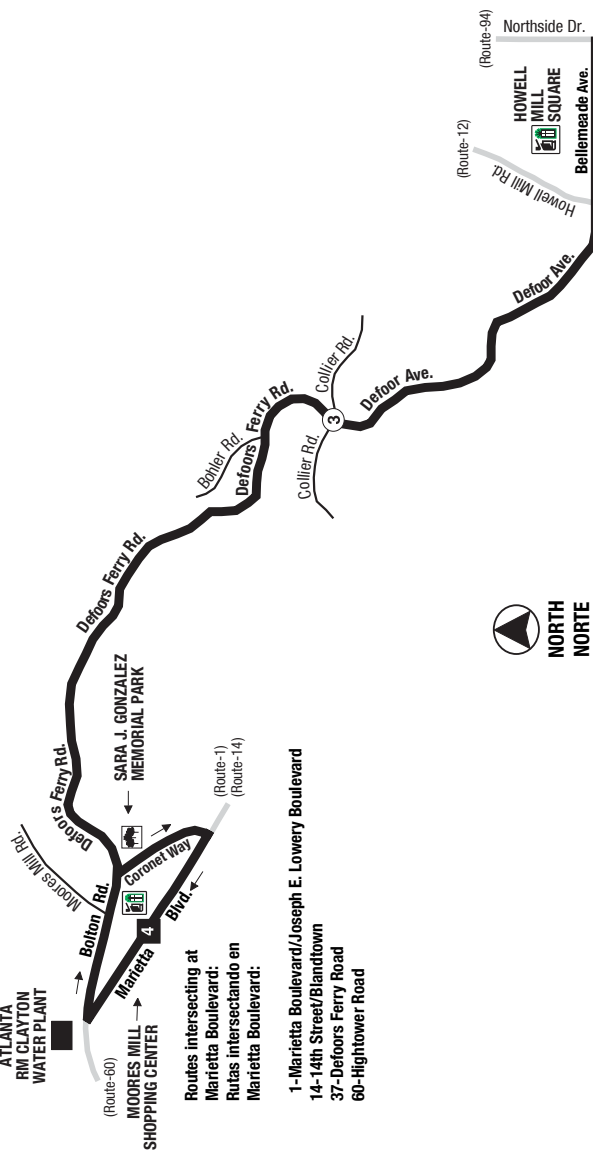 ATLANTA
RM CLAYTON
WATER PLANT
(Route-60)
MOORES MILL
SHOPPING CENTER
Bolton Rd.
Moores Mill Rd.
Marietta Blvd.
4
Coronet Way
SARA J. GONZALEZ
MEMORIAL PARK
(Route-1)
(Route-14)
Defoors Ferry Rd.
Defoors Ferry Rd.
Bohler Rd.
Defoors Ferry Rd.
Collier Rd.
3
Collier Rd.
Defoor Ave.
Defoor Ave.
(Route-12)
Howell Mill Rd.
HOWELL
MILL
SQUARE
(Route-94)
Northside Dr.
Bellemeade Ave.
Routes intersecting at
Marietta Boulevard:
Rutas intersectando en
Marietta Boulevard:
1-Marietta Boulevard/Joseph E. Lowery Boulevard
14-14th Street/Blandtown
37-Defoors Ferry Road
60-Hightower Road
NORTH
NORTE